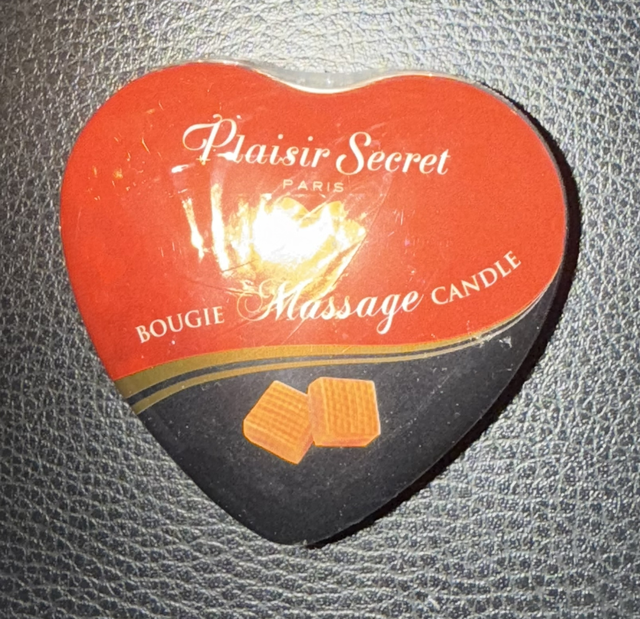 Plaisir Secret
PARIS
BOUGIE Massage CANDLE